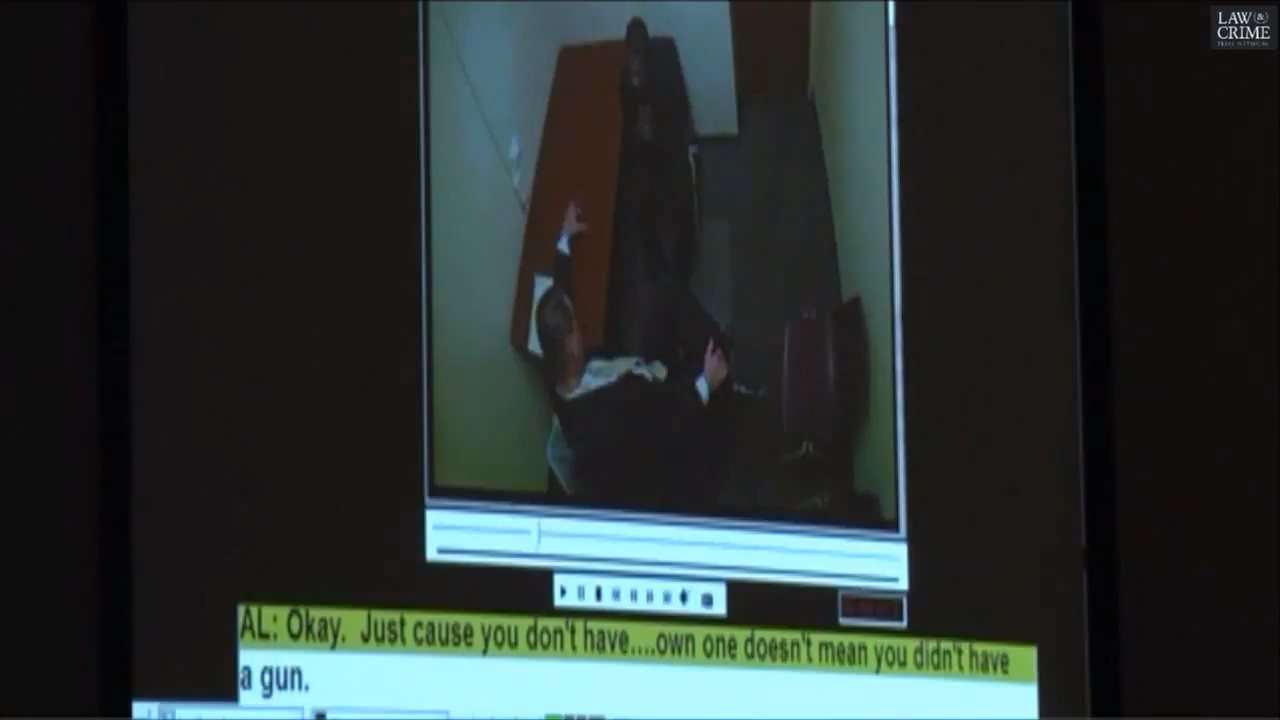 LAW &
CRIME
AL: Okay. Just cause you don't have....own one doesn't mean you didn't have
a gun.